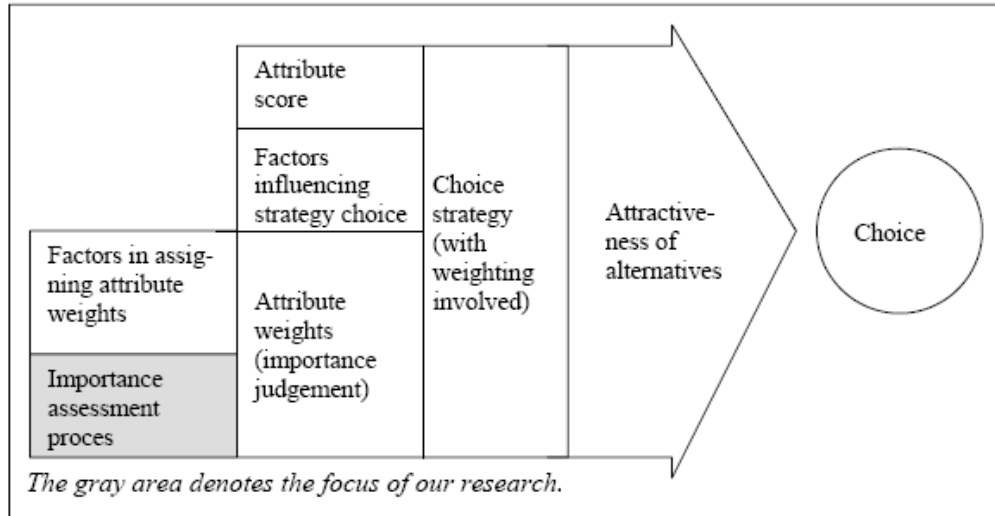 Attribute
score
Factors
influencing
strategy choice
Factors in assig-
ning attribute
weights
Importance
assessment
proces
Attribute
weights
(importance
judgement)
Choice
strategy
(with
weighting
involved)
Attractive-
ness of
alternatives
Choice
The gray area denotes the focus of our research.